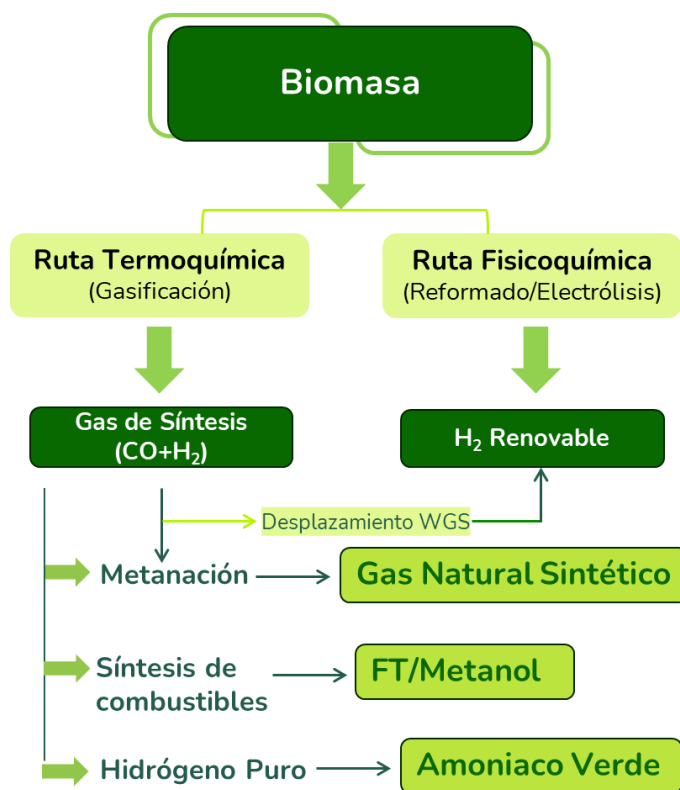 Biomasa
Ruta Termoquímica
(Gasificación)
Ruta Fisicoquímica
(Reformado/Electrólisis)
Gas de Síntesis
(CO+H₂)
H₂ Renovable
Desplazamiento WGS
Metanación
Gas Natural Sintético
Síntesis de
combustibles
FT/Metanol
Hidrógeno Puro
Amoniaco Verde